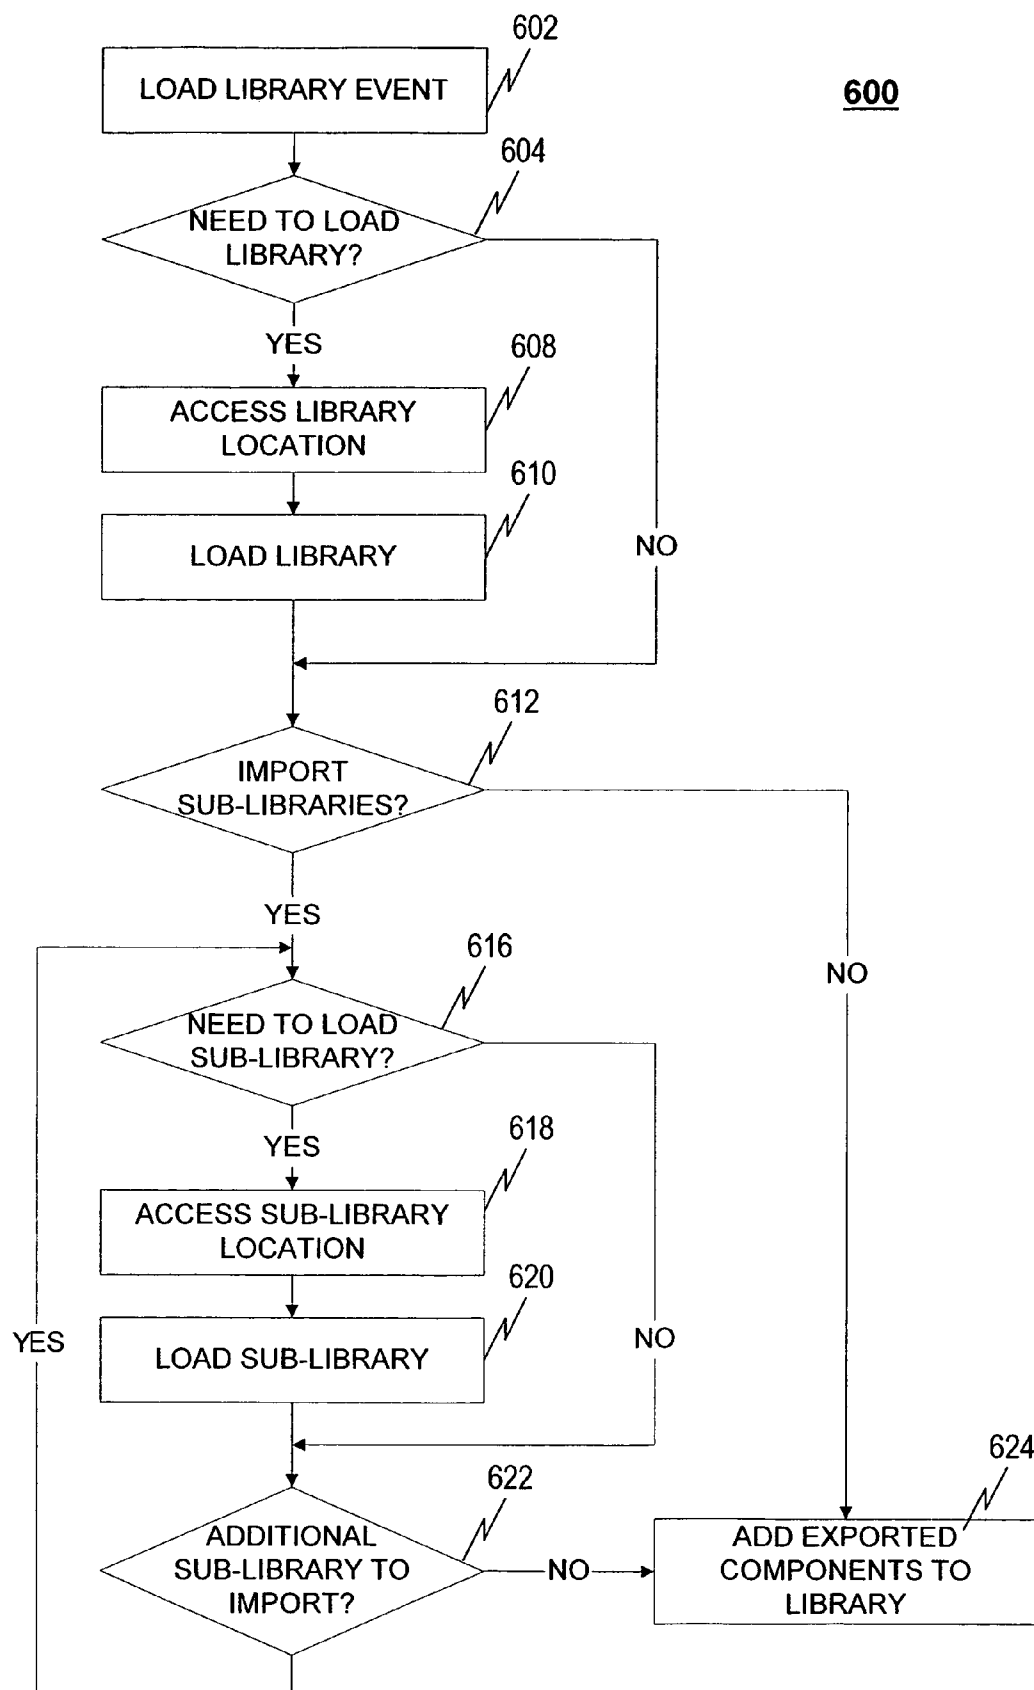 602
LOAD LIBRARY EVENT
600
604
NEED TO LOAD
LIBRARY?
YES
608
ACCESS LIBRARY
LOCATION
610
LOAD LIBRARY
NO
612
IMPORT
SUB-LIBRARIES?
YES
NO
616
NEED TO LOAD
SUB-LIBRARY?
YES
618
ACCESS SUB-LIBRARY
LOCATION
620
LOAD SUB-LIBRARY
YES
NO
622
ADDITIONAL
SUB-LIBRARY TO
IMPORT?
NO
624
ADD EXPORTED
COMPONENTS TO
LIBRARY